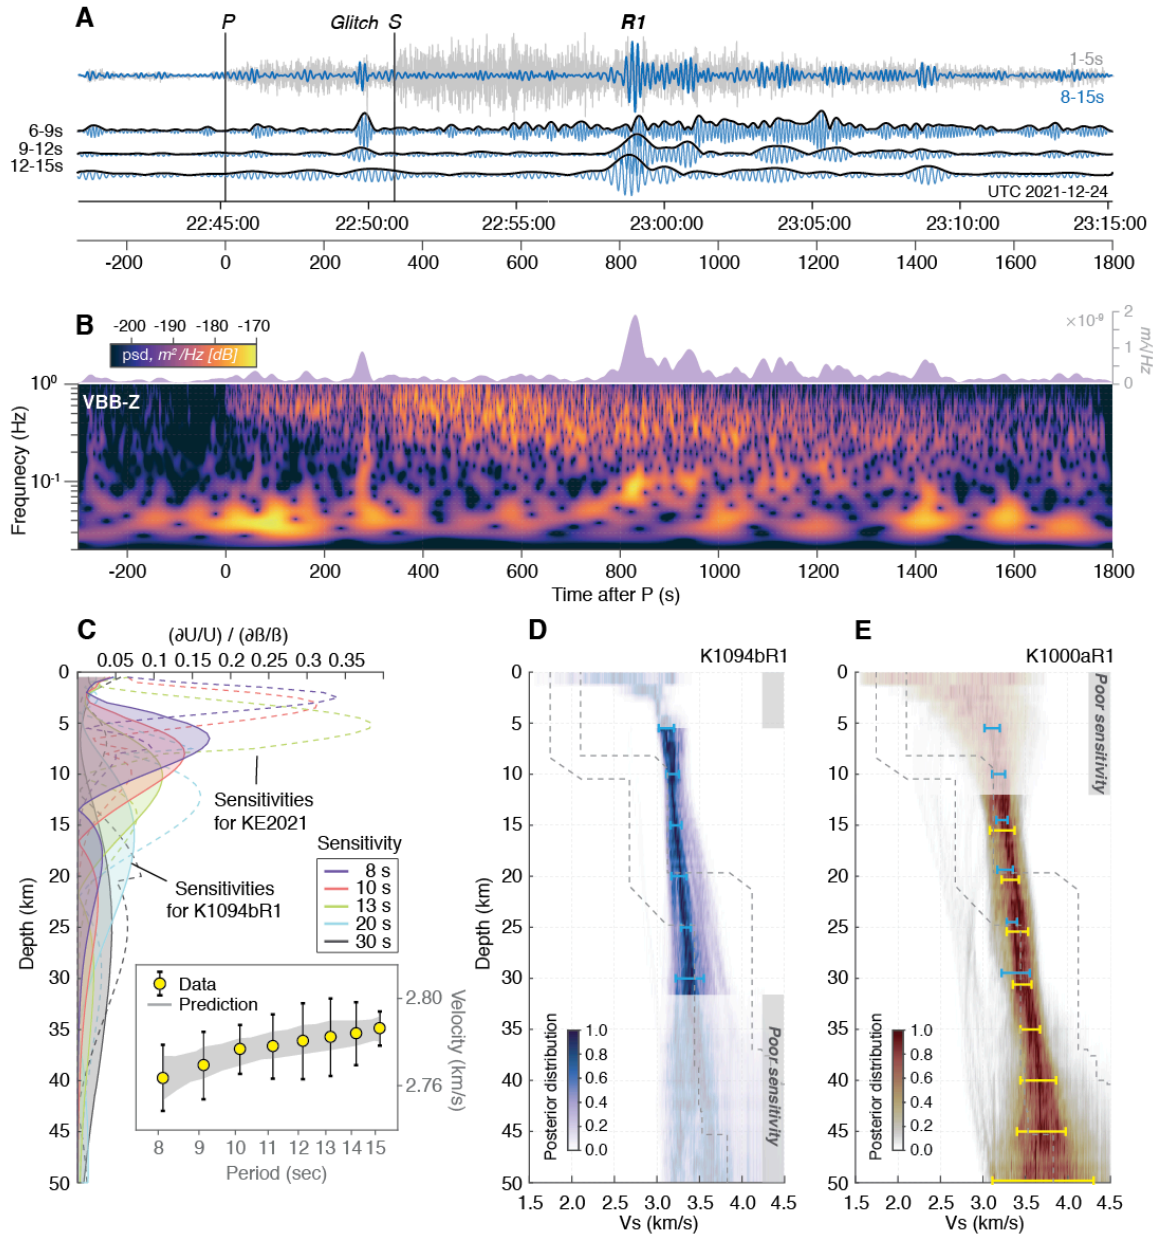 A
P Glitch S R1
1-5s
8-15s
6-9s
9-12s
12-15s
UTC 2021-12-24
22:45:00 22:50:00 22:55:00 23:00:00 23:05:00 23:10:00 23:15:00
-200 0 200 400 600 800 1000 1200 1400 1600 1800
B
-200 -190 -180 -170
psd, m²/Hz [dB]
×10⁻⁹
2
1
0
m/√Hz
VBB-Z
10⁰
10⁻¹
Frequnecy (Hz)
-200 0 200 400 600 800 1000 1200 1400 1600 1800
Time after P (s)
C
(∂U/U) / (∂ß/ß)
0.05 0.1 0.15 0.2 0.25 0.3 0.35
0
5
10
15
20
25
30
35
40
45
50
Depth (km)
Sensitivities
for KE2021
Sensitivities
for K1094bR1
Sensitivity
8 s
10 s
13 s
20 s
30 s
Data
Prediction
2.80
2.76
Velocity (km/s)
8 9 10 11 12 13 14 15
Period (sec)
D
K1094bR1
0
5
10
15
20
25
30
35
40
45
50
Depth (km)
Poor sensitivity
Posterior distribution
1.0
0.8
0.6
0.4
0.2
0.0
1.5 2.0 2.5 3.0 3.5 4.0 4.5
Vs (km/s)
E
K1000aR1
0
5
10
15
20
25
30
35
40
45
50
Poor sensitivity
Posterior distribution
1.0
0.8
0.6
0.4
0.2
0.0
1.5 2.0 2.5 3.0 3.5 4.0 4.5
Vs (km/s)